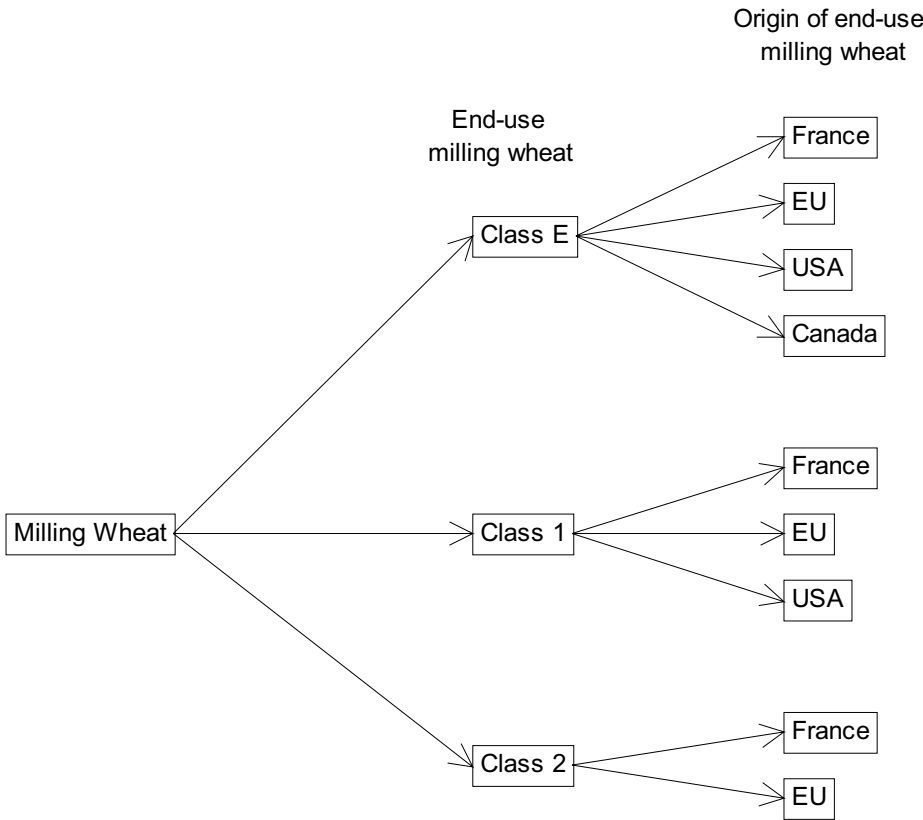 Origin of end-use
milling wheat
End-use
milling wheat
France
EU
Class E
USA
Canada
France
Milling Wheat
Class 1
EU
USA
France
Class 2
EU